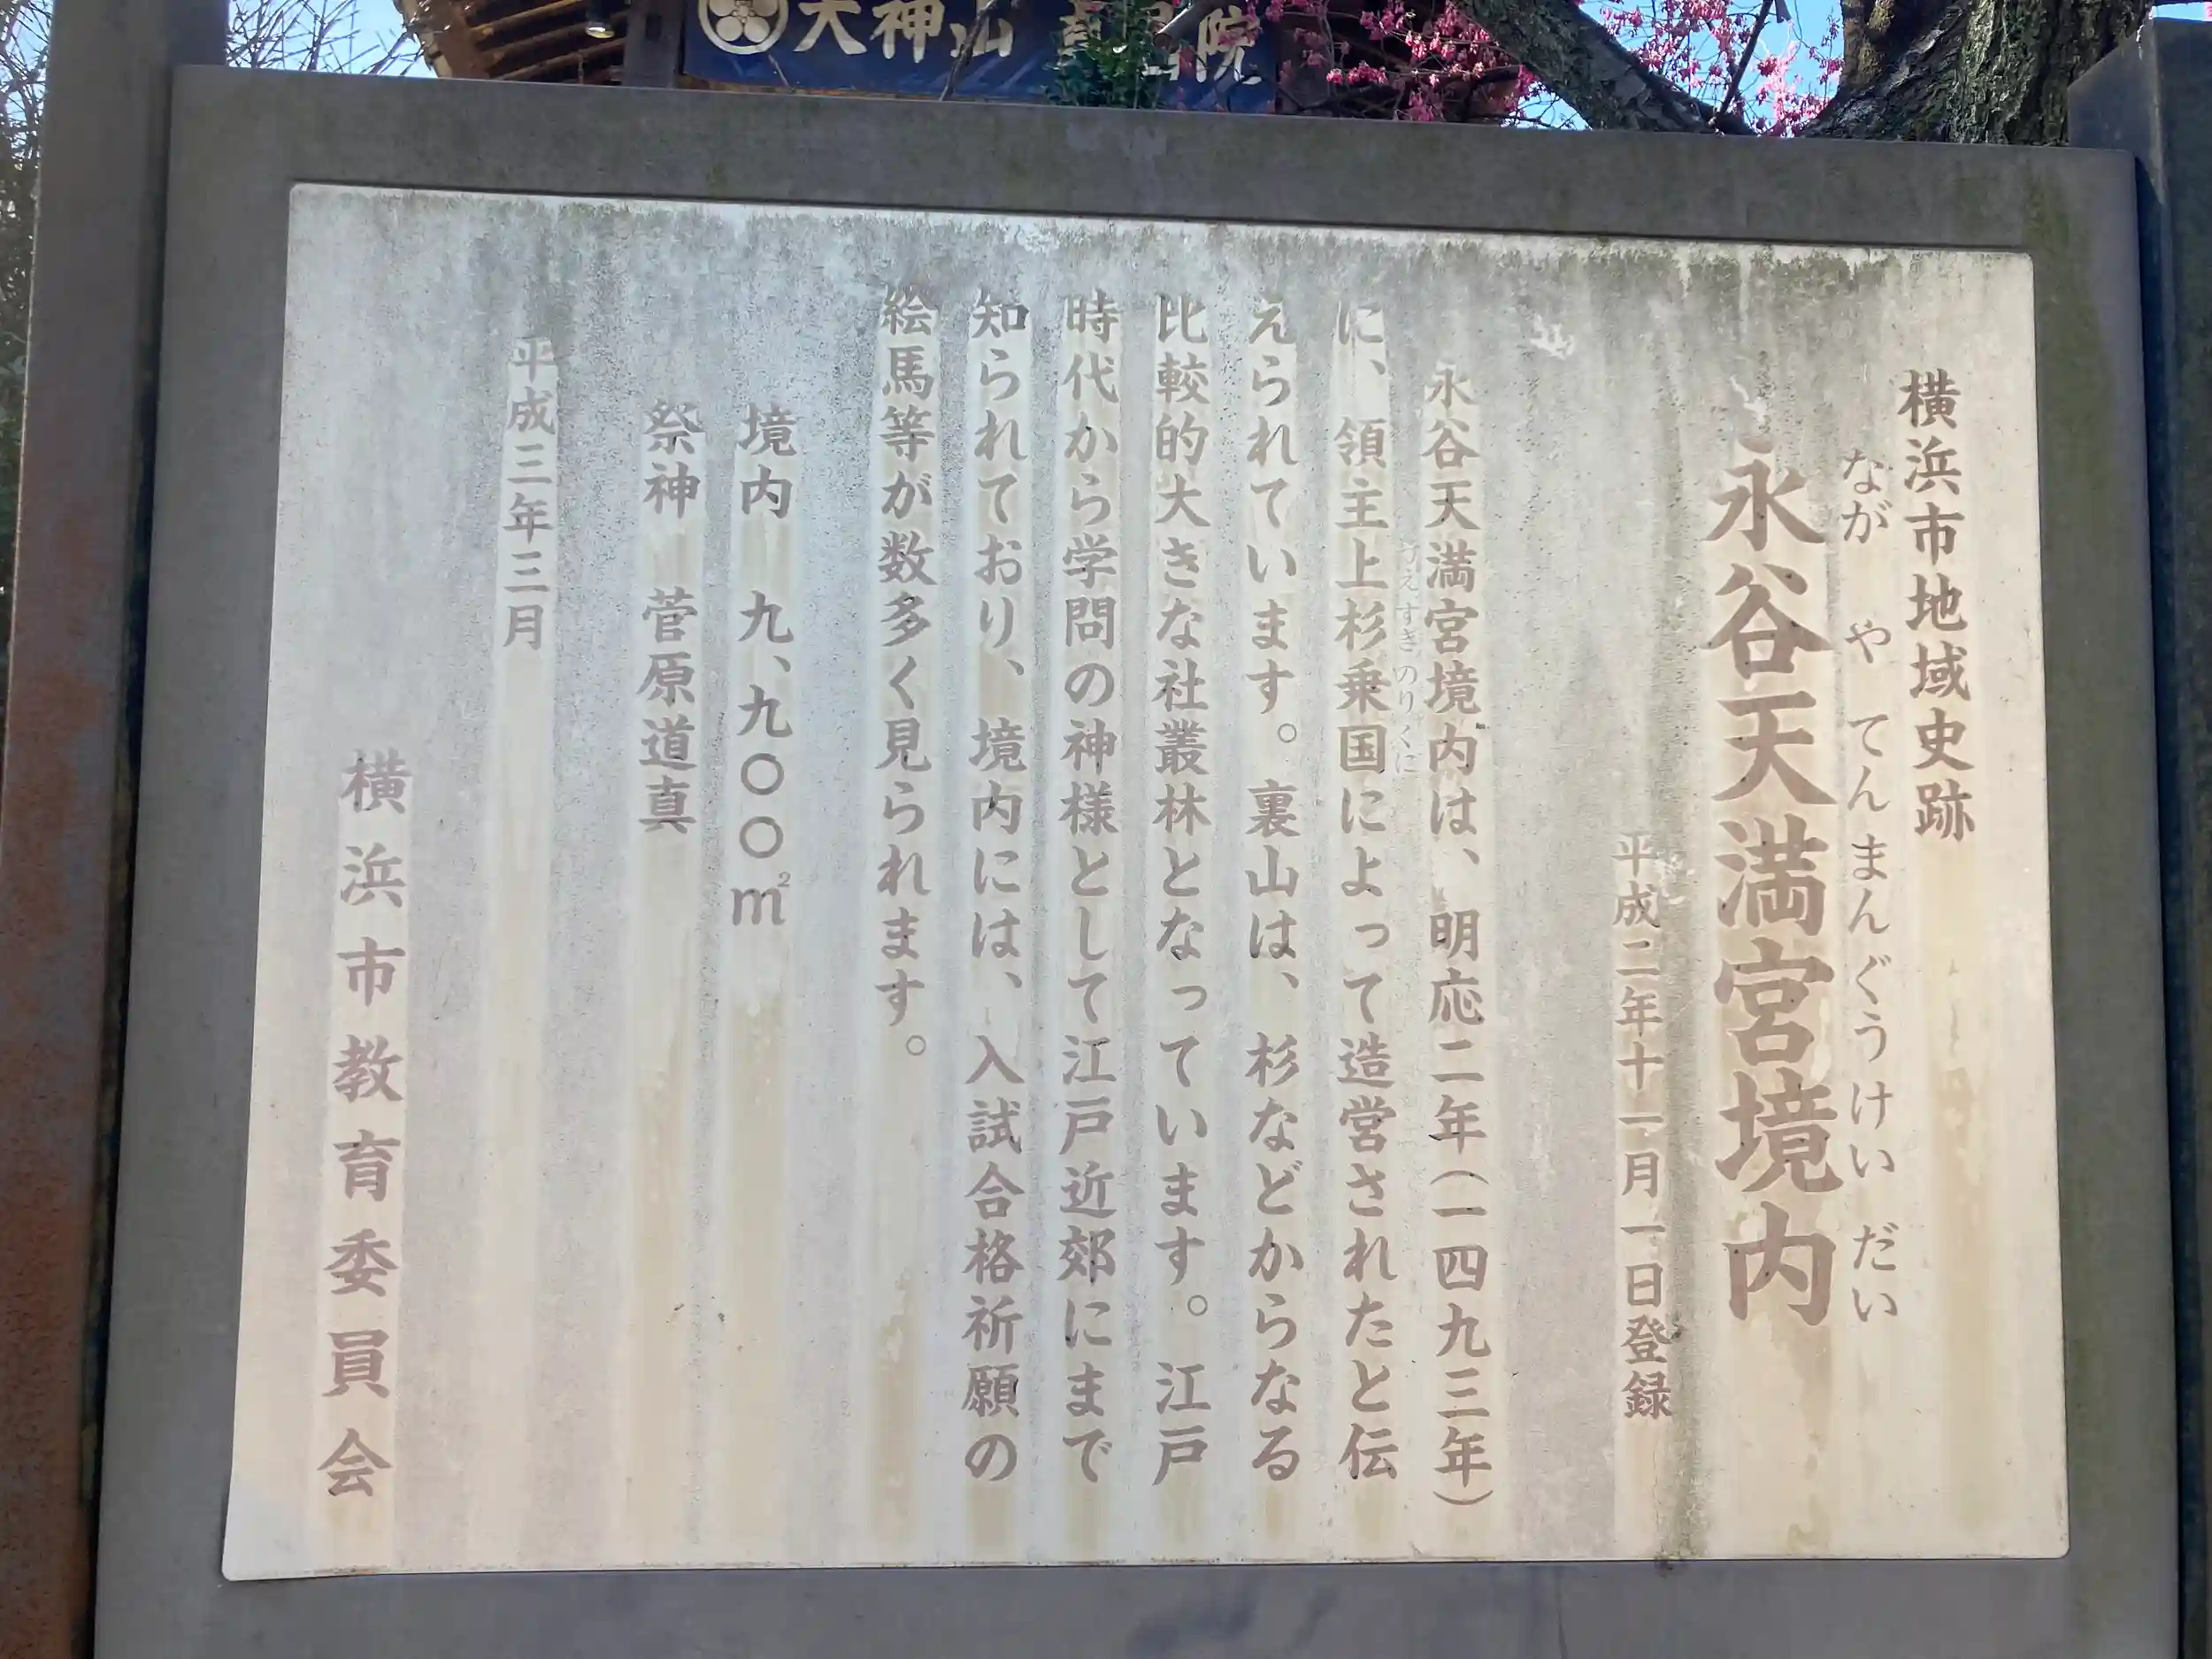 天神山
院
横浜市地域史跡
ながやてんまんぐうけいだい
永谷天満宮境内
平成二年十一月一日登録
永谷天満宮境内は、明応二年(一四九三年)
うえすぎのりくに
に、領主上杉乗国によって造営されたと伝
えられています。裏山は、杉などからなる
比較的大きな社叢林となっています。江戸
時代から学問の神様として江戸近郊にまで
知られており、境内には、入試合格祈願の
絵馬等が数多く見られます。
境内 九、九〇〇㎡
祭神 菅原道真
平成三年三月
横浜市教育委員会